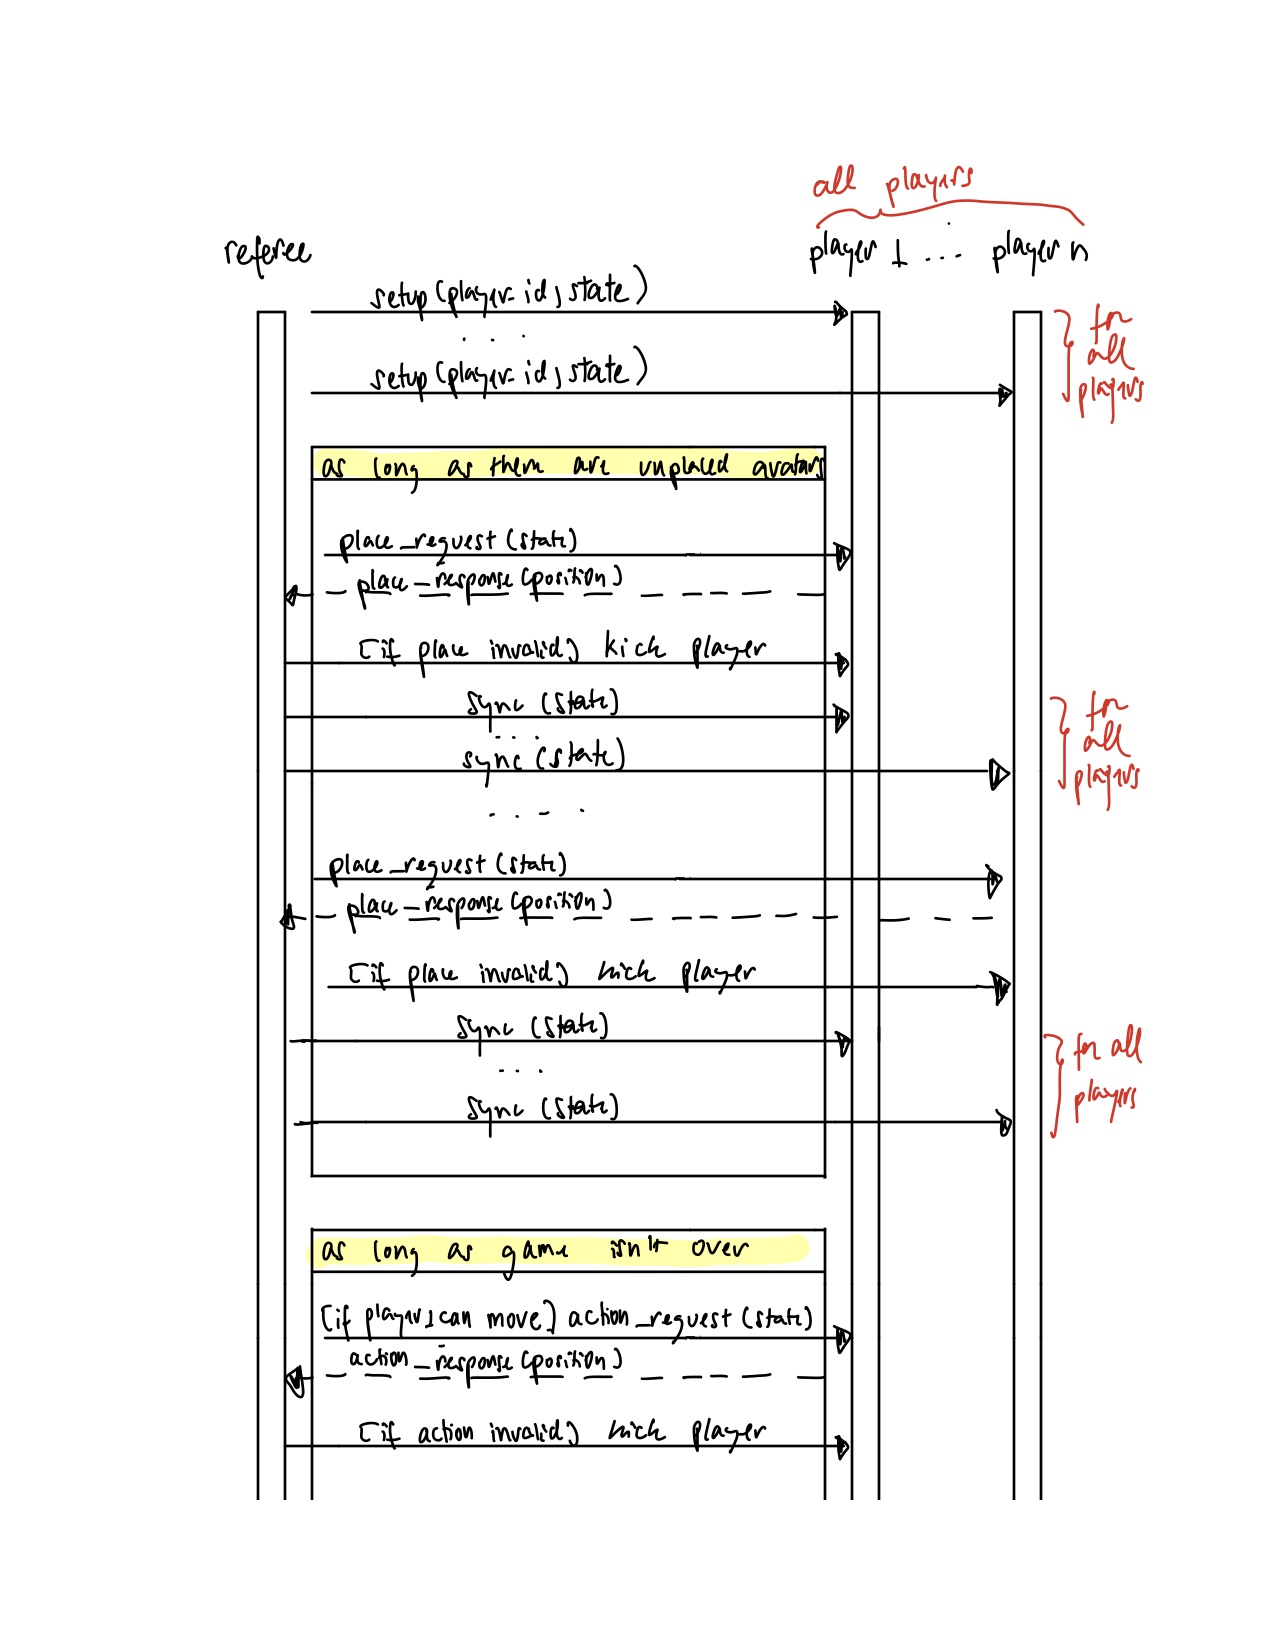 all players
referee
player 1 ... player n
setup (player-id, state)
. . .
for
all
players
setup (player-id, state)
as long as there are unplaced avatars
place_request (state)
place_response (position)
[if place invalid] kick player
sync (state)
. . .
for
all
players
sync (state)
. . . .
place_request (state)
place_response (position)
[if place invalid] kick player
sync (state)
. . .
for all
players
sync (state)
as long as game isn't over
[if player 1 can move] action_request (state)
action_response (position)
[if action invalid] kick player